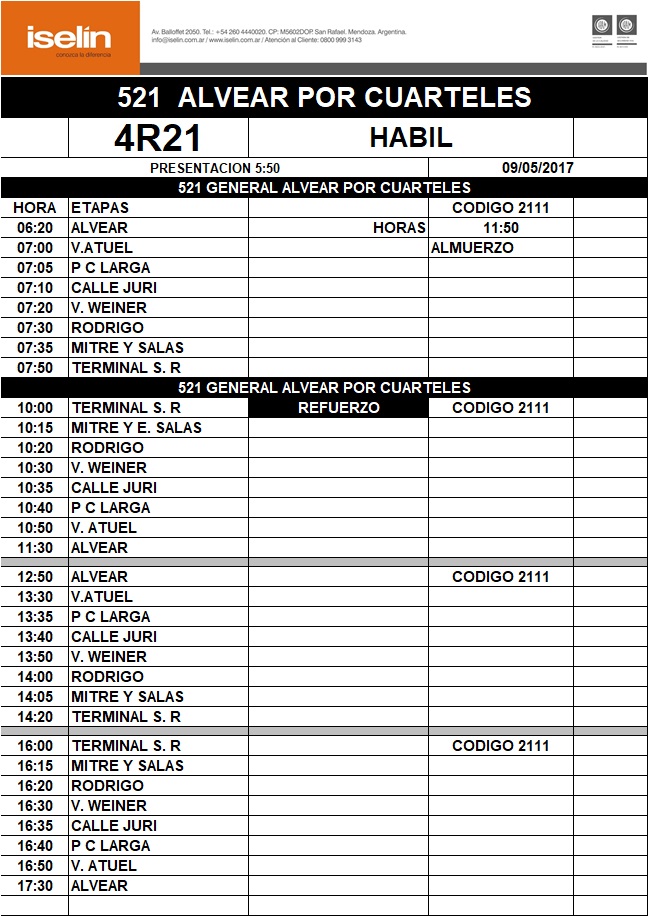 iselín
conozca la diferencia
Av. Balloffet 2050. Tel.: +54 260 4440020. CP: M5602DOP. San Rafael. Mendoza. Argentina.
info@iselin.com.ar / www.iselin.com.ar / Atención al Cliente: 0800 999 3143
521 ALVEAR POR CUARTELES
4R21 HABIL
PRESENTACION 5:50 09/05/2017
521 GENERAL ALVEAR POR CUARTELES
HORA ETAPAS CODIGO 2111
06:20 ALVEAR HORAS 11:50
07:00 V.ATUEL ALMUERZO
07:05 P C LARGA
07:10 CALLE JURI
07:20 V. WEINER
07:30 RODRIGO
07:35 MITRE Y SALAS
07:50 TERMINAL S. R
521 GENERAL ALVEAR POR CUARTELES
10:00 TERMINAL S. R REFUERZO CODIGO 2111
10:15 MITRE Y E. SALAS
10:20 RODRIGO
10:30 V. WEINER
10:35 CALLE JURI
10:40 P C LARGA
10:50 V. ATUEL
11:30 ALVEAR
12:50 ALVEAR CODIGO 2111
13:30 V.ATUEL
13:35 P C LARGA
13:40 CALLE JURI
13:50 V. WEINER
14:00 RODRIGO
14:05 MITRE Y SALAS
14:20 TERMINAL S. R
16:00 TERMINAL S. R CODIGO 2111
16:15 MITRE Y SALAS
16:20 RODRIGO
16:30 V. WEINER
16:35 CALLE JURI
16:40 P C LARGA
16:50 V. ATUEL
17:30 ALVEAR